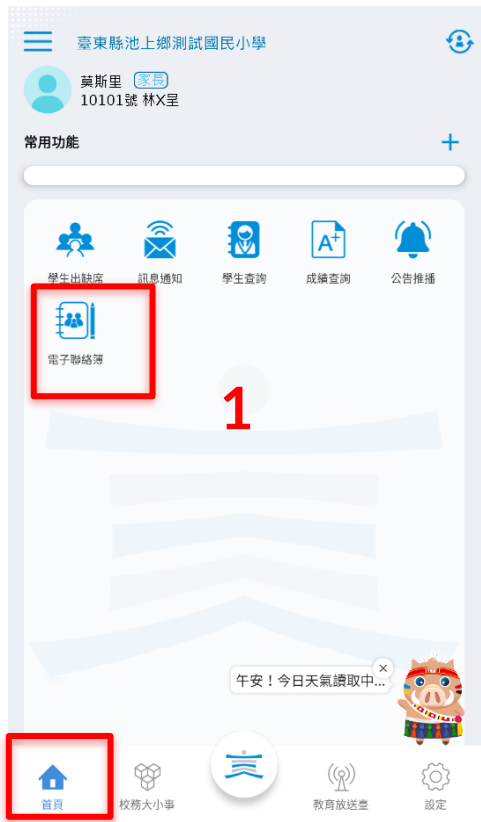 臺東縣池上鄉測試國民小學
莫斯里 家長
10101號 林X呈
常用功能
學生出缺席 訊息通知 學生查詢 成績查詢 公告推播
A+
電子聯絡簿
1
午安！今日天氣讀取中...
首頁 校務大小事 教育放送臺 設定